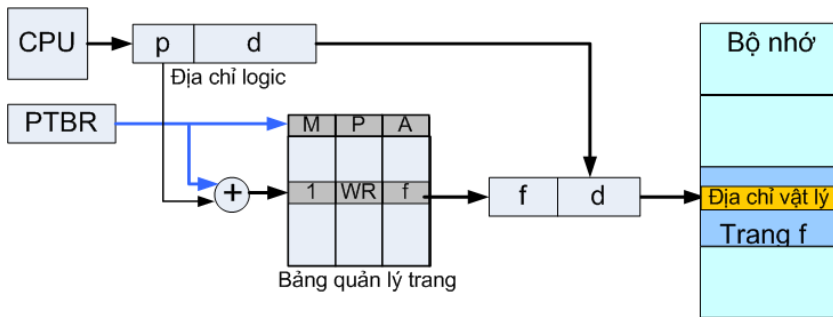 CPU
p d
Bộ nhớ
Địa chỉ logic
PTBR
M P A
+
1 WR f
f d
Địa chỉ vật lý
Trang f
Bảng quản lý trang